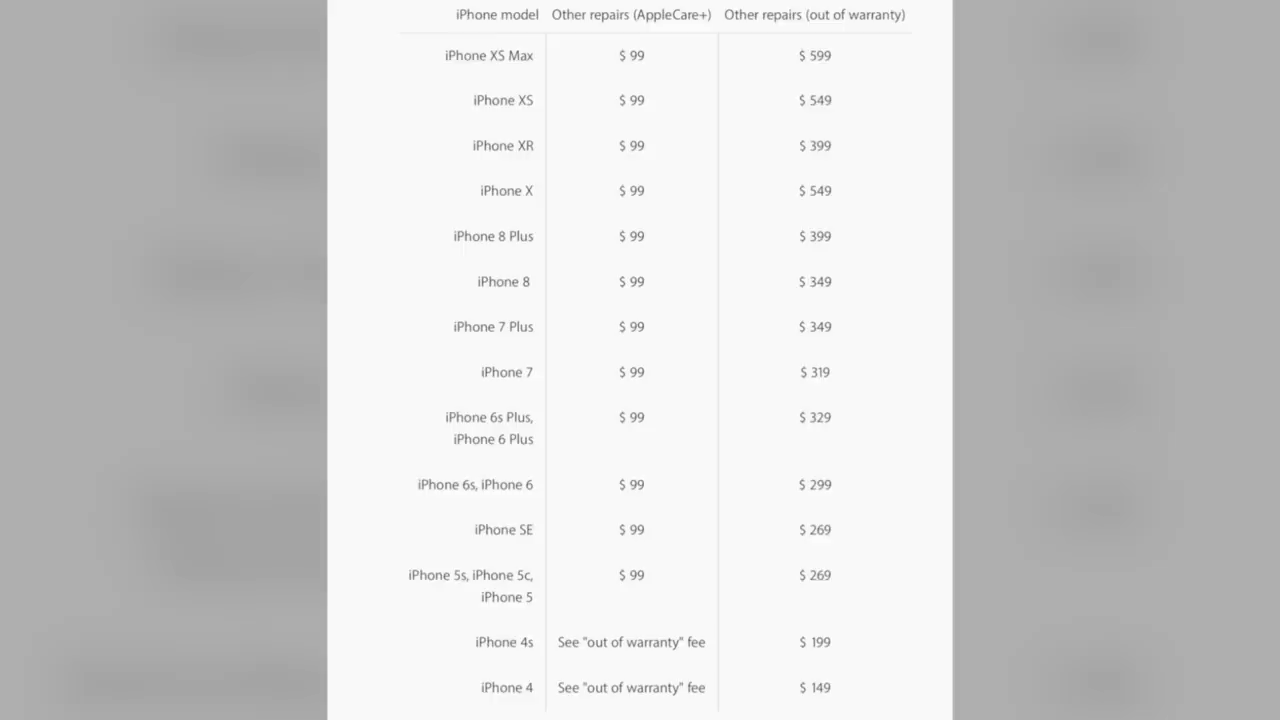 iPhone model Other repairs (AppleCare+) Other repairs (out of warranty)
iPhone XS Max $ 99 $ 599
iPhone XS $ 99 $ 549
iPhone XR $ 99 $ 399
iPhone X $ 99 $ 549
iPhone 8 Plus $ 99 $ 399
iPhone 8 $ 99 $ 349
iPhone 7 Plus $ 99 $ 349
iPhone 7 $ 99 $ 319
iPhone 6s Plus, $ 99 $ 329
iPhone 6 Plus
iPhone 6s, iPhone 6 $ 99 $ 299
iPhone SE $ 99 $ 269
iPhone 5s, iPhone 5c, $ 99 $ 269
iPhone 5
iPhone 4s See "out of warranty" fee $ 199
iPhone 4 See "out of warranty" fee $ 149